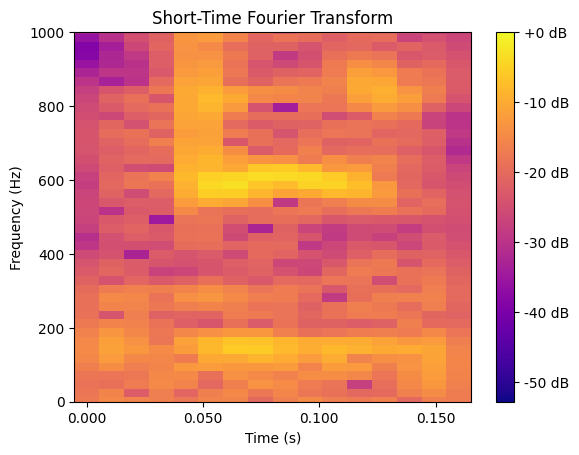 Short-Time Fourier Transform
1000
800
600
400
200
0
Frequency (Hz)
0.000
0.050
0.100
0.150
Time (s)
+0 dB
-10 dB
-20 dB
-30 dB
-40 dB
-50 dB